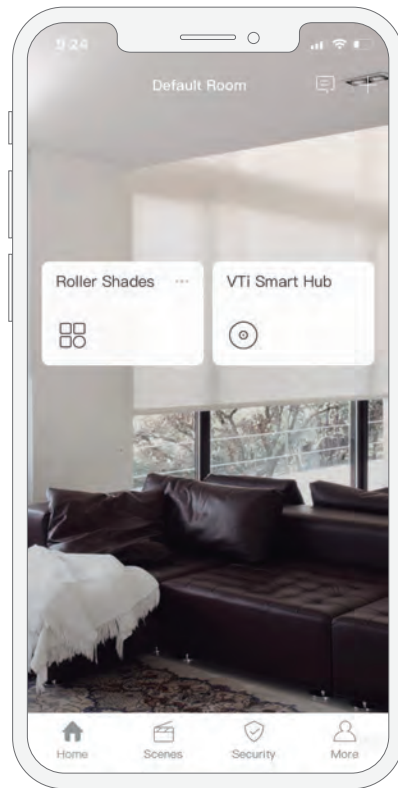 9:24
Default Room
Roller Shades ...
VTi Smart Hub
Home
Scenes
Security
More